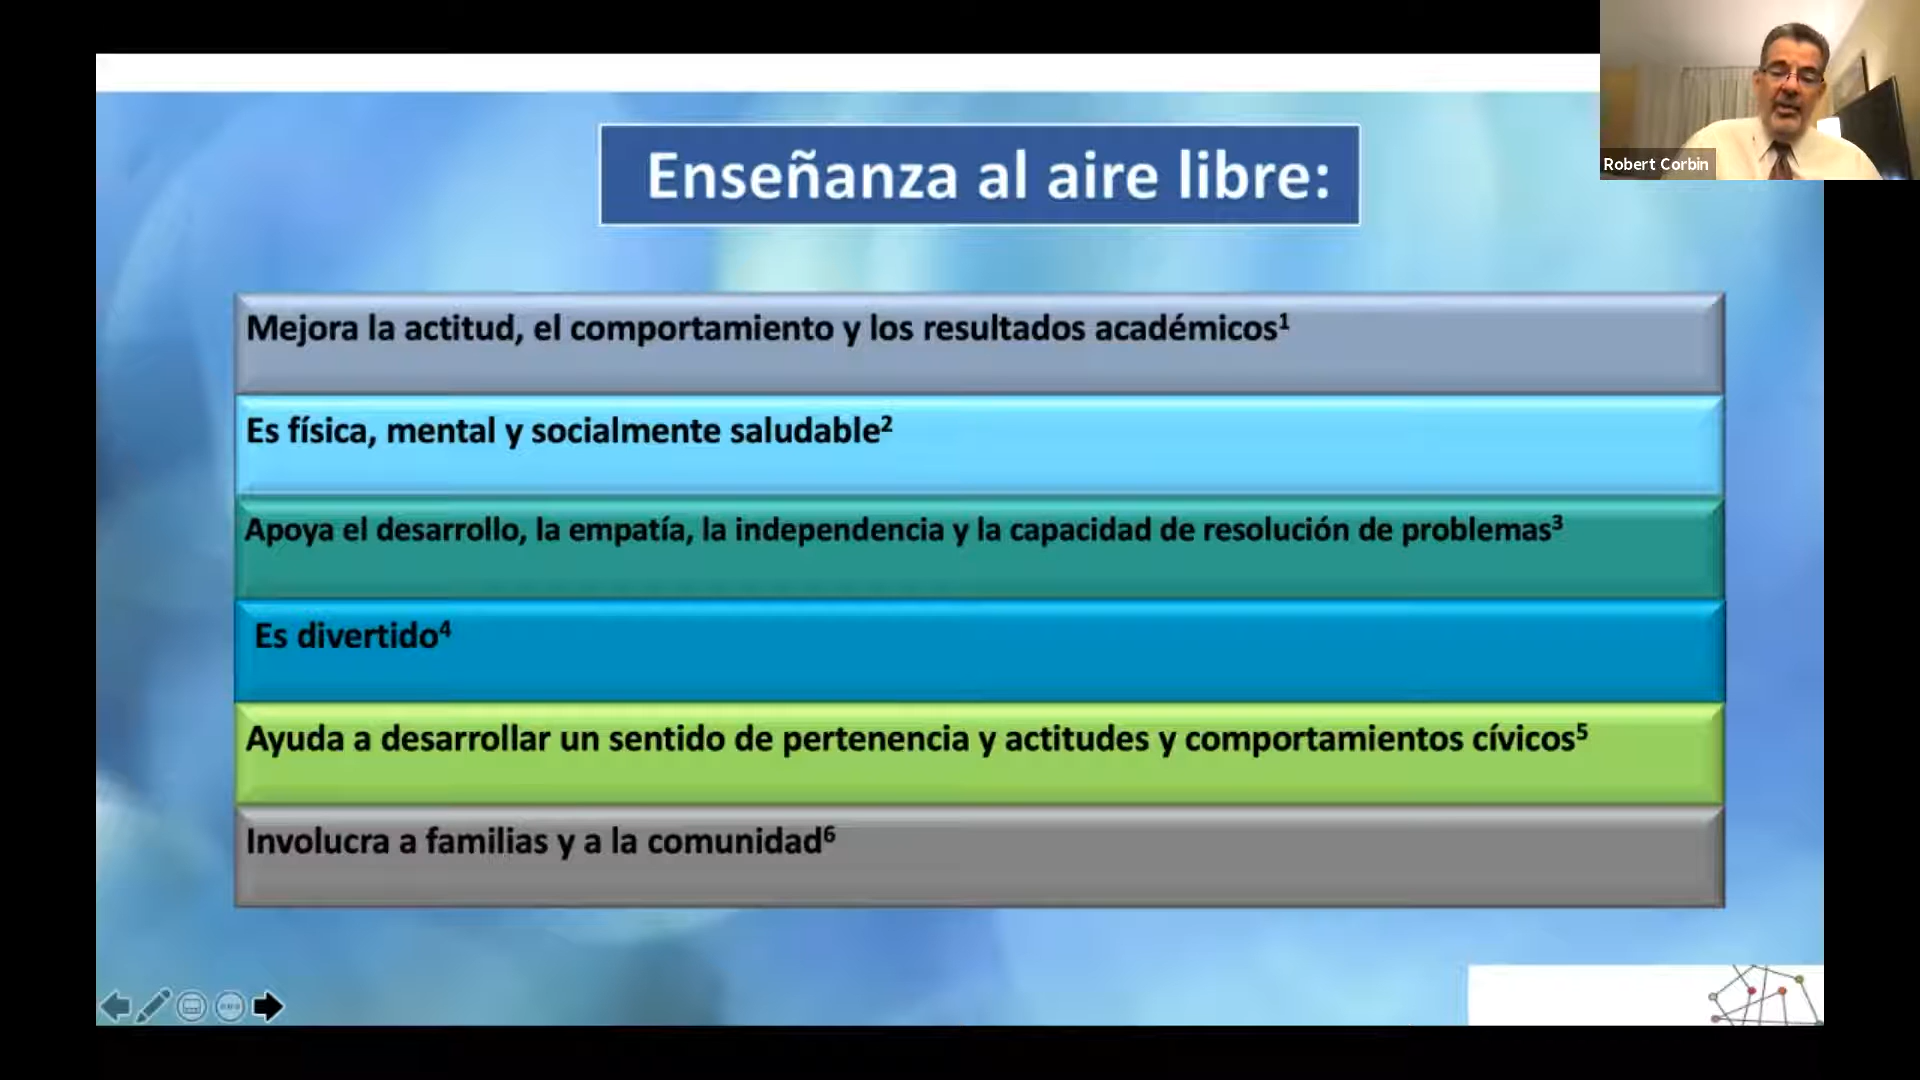 Enseñanza al aire libre:
Robert Corbin
Mejora la actitud, el comportamiento y los resultados académicos¹
Es física, mental y socialmente saludable²
Apoya el desarrollo, la empatía, la independencia y la capacidad de resolución de problemas³
Es divertido⁴
Ayuda a desarrollar un sentido de pertenencia y actitudes y comportamientos cívicos⁵
Involucra a familias y a la comunidad⁶